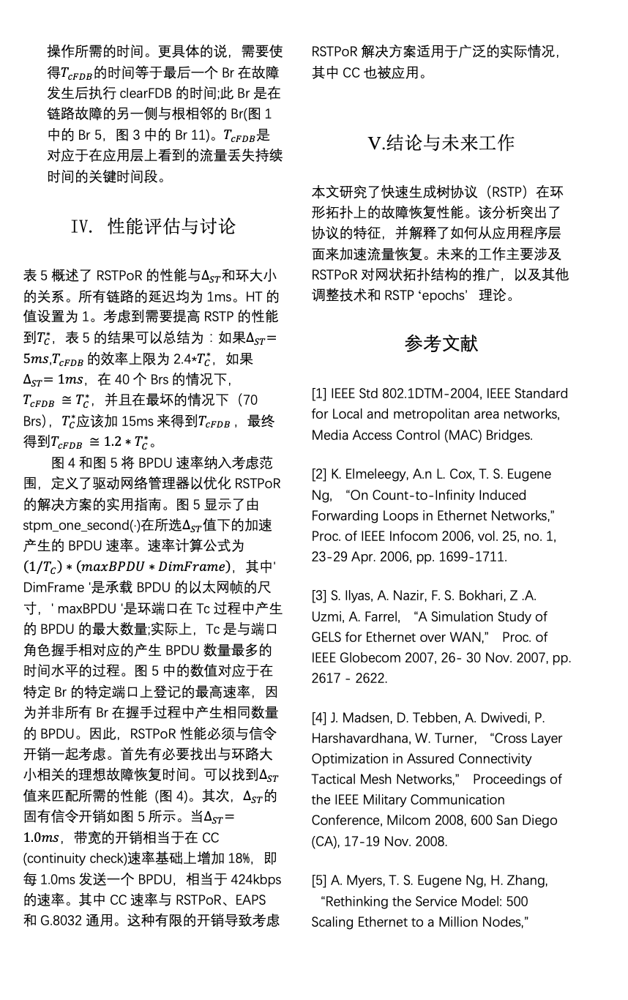 操作所需的时间。更具体的说，需要使
得T_{cFDB}的时间等于最后一个 Br 在故障
发生后执行 clearFDB 的时间;此 Br 是在
链路故障的另一侧与根相邻的 Br(图 1
中的 Br 5，图 3 中的 Br 11)。T_{cFDB}是
对应于在应用层上看到的流量丢失持续
时间的关键时间段。
IV. 性能评估与讨论
表 5 概述了 RSTPoR 的性能与Δ_{ST}和环大小
的关系。所有链路的延迟均为 1ms。HT 的
值设置为 1。考虑到需要提高 RSTP 的性能
到T_C^*，表 5 的结果可以总结为：如果Δ_{ST}=
5ms,T_{cFDB} 的效率上限为 2.4*T_C^*，如果
Δ_{ST}= 1ms，在 40 个 Brs 的情况下，
T_{cFDB} ≅ T_C^*，并且在最坏的情况下（70
Brs），T_C^*应该加 15ms 来得到T_{cFDB} ，最终
得到T_{cFDB} ≅ 1.2 * T_C^*。
图 4 和图 5 将 BPDU 速率纳入考虑范
围，定义了驱动网络管理器以优化 RSTPoR
的解决方案的实用指南。图 5 显示了由
stpm_one_second(·)在所选Δ_{ST}值下的加速
产生的 BPDU 速率。速率计算公式为
(1/T_C) * (maxBPDU * DimFrame)，其中'
DimFrame '是承载 BPDU 的以太网帧的尺
寸，' maxBPDU '是环端口在 Tc 过程中产生
的 BPDU 的最大数量;实际上，Tc 是与端口
角色握手相对应的产生 BPDU 数量最多的
时间水平的过程。图 5 中的数值对应于在
特定 Br 的特定端口上登记的最高速率，因
为并非所有 Br 在握手过程中产生相同数量
的 BPDU。因此，RSTPoR 性能必须与信令
开销一起考虑。首先有必要找出与环路大
小相关的理想故障恢复时间。可以找到Δ_{ST}
值来匹配所需的性能 (图 4)。其次，Δ_{ST}的
固有信令开销如图 5 所示。当Δ_{ST}=
1.0ms，带宽的开销相当于在 CC
(continuity check)速率基础上增加 18%，即
每 1.0ms 发送一个 BPDU，相当于 424kbps
的速率。其中 CC 速率与 RSTPoR、EAPS
和 G.8032 通用。这种有限的开销导致考虑
RSTPoR 解决方案适用于广泛的实际情况，
其中 CC 也被应用。
V.结论与未来工作
本文研究了快速生成树协议（RSTP）在环
形拓扑上的故障恢复性能。该分析突出了
协议的特征，并解释了如何从应用程序层
面来加速流量恢复。未来的工作主要涉及
RSTPoR 对网状拓扑结构的推广，以及其他
调整技术和 RSTP ‘epochs’ 理论。
参考文献
[1] IEEE Std 802.1DTM-2004, IEEE Standard
for Local and metropolitan area networks,
Media Access Control (MAC) Bridges.
[2] K. Elmeleegy, A.n L. Cox, T. S. Eugene
Ng, “On Count-to-Infinity Induced
Forwarding Loops in Ethernet Networks,”
Proc. of IEEE Infocom 2006, vol. 25, no. 1,
23-29 Apr. 2006, pp. 1699-1711.
[3] S. Ilyas, A. Nazir, F. S. Bokhari, Z .A.
Uzmi, A. Farrel, “A Simulation Study of
GELS for Ethernet over WAN,” Proc. of
IEEE Globecom 2007, 26- 30 Nov. 2007, pp.
2617 - 2622.
[4] J. Madsen, D. Tebben, A. Dwivedi, P.
Harshavardhana, W. Turner, “Cross Layer
Optimization in Assured Connectivity
Tactical Mesh Networks,” Proceedings of
the IEEE Military Communication
Conference, Milcom 2008, 600 San Diego
(CA), 17-19 Nov. 2008.
[5] A. Myers, T. S. Eugene Ng, H. Zhang,
“Rethinking the Service Model: 500
Scaling Ethernet to a Million Nodes,”